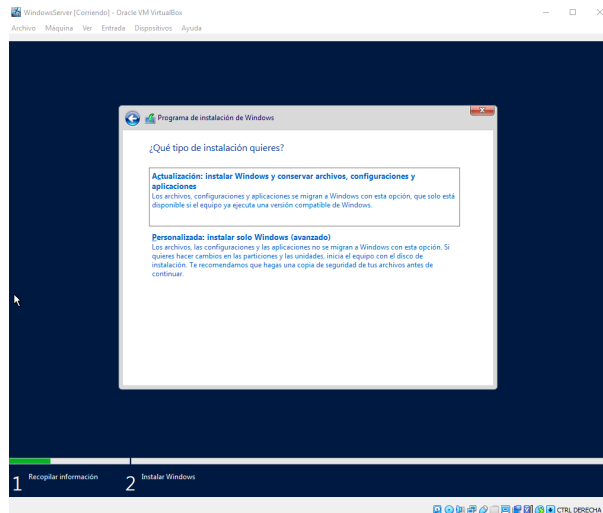 WindowsServer [Corriendo] - Oracle VM VirtualBox
Archivo Máquina Ver Entrada Dispositivos Ayuda
Programa de instalación de Windows
¿Qué tipo de instalación quieres?
Actualización: instalar Windows y conservar archivos, configuraciones y
aplicaciones
Los archivos, configuraciones y aplicaciones se migran a Windows con esta opción, que solo está
disponible si el equipo ya ejecuta una versión compatible de Windows.
Personalizada: instalar solo Windows (avanzado)
Los archivos, las configuraciones y las aplicaciones no se migran a Windows con esta opción. Si
quieres hacer cambios en las particiones y las unidades, inicia el equipo con el disco de
instalación. Te recomendamos que hagas una copia de seguridad de tus archivos antes de
continuar.
1 Recopilar información
2 Instalar Windows
CTRL DERECHA